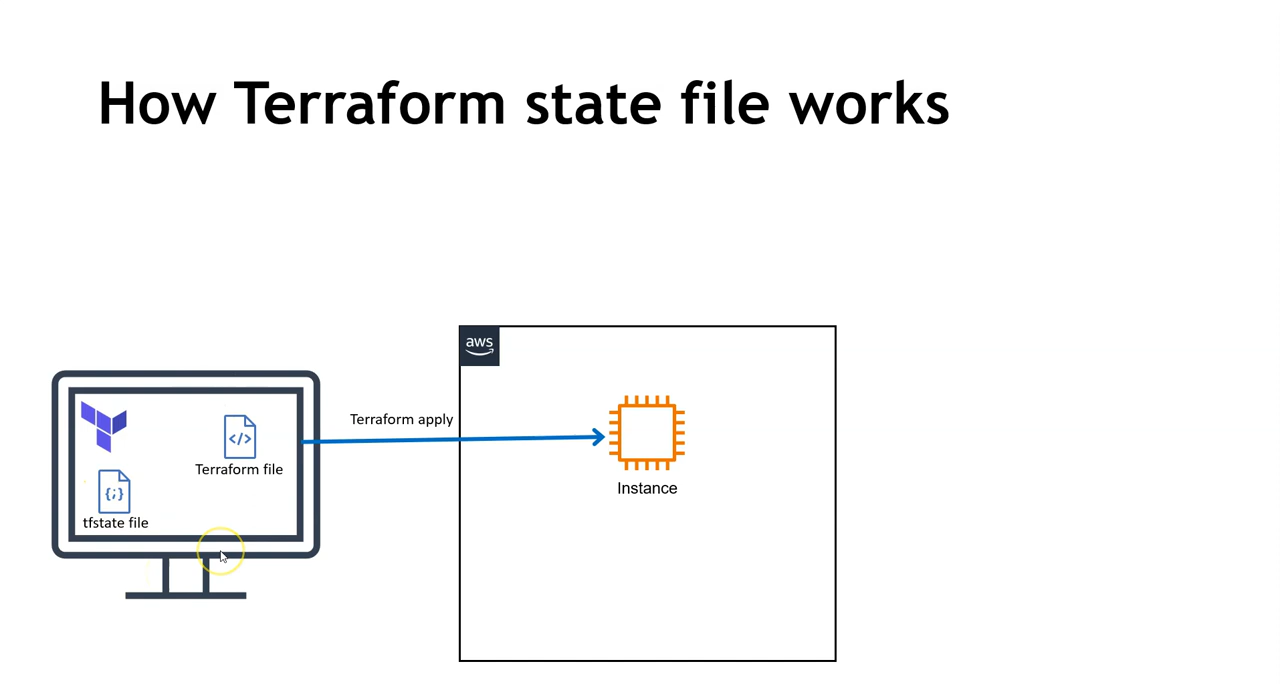 How Terraform state file works
aws
Terraform apply
Terraform file
tfstate file
Instance